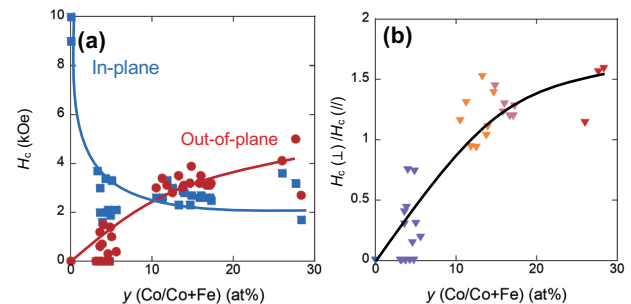 (a)
In-plane
Out-of-plane
Hc (kOe)
10
8
6
4
2
0
0
10
20
30
y (Co/Co+Fe) (at%)
(b)
Hc (⊥) /Hc (//)
2
1.5
1
0.5
0
0
10
20
30
y (Co/Co+Fe) (at%)